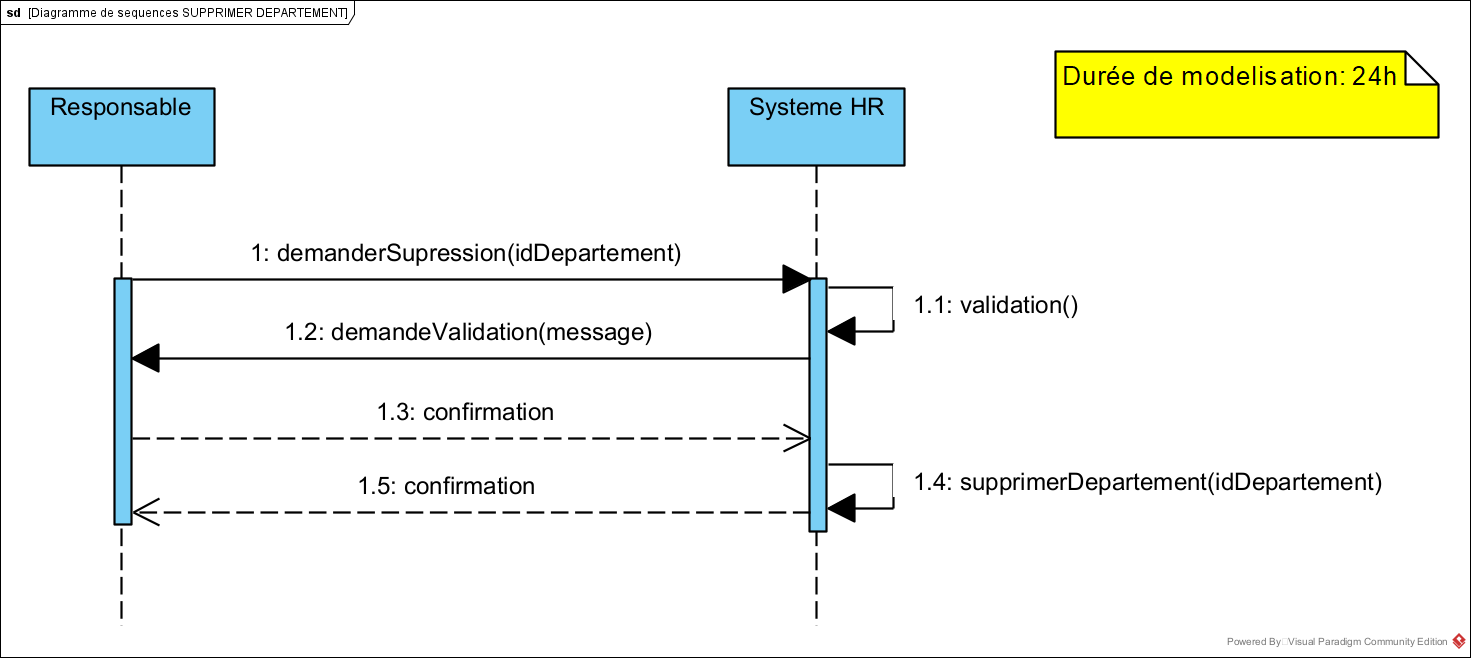 sd [Diagramme de sequences SUPPRIMER DEPARTEMENT]
Durée de modelisation: 24h
Responsable
Systeme HR
1: demanderSupression(idDepartement)
1.1: validation()
1.2: demandeValidation(message)
1.3: confirmation
1.4: supprimerDepartement(idDepartement)
1.5: confirmation
Powered By Visual Paradigm Community Edition